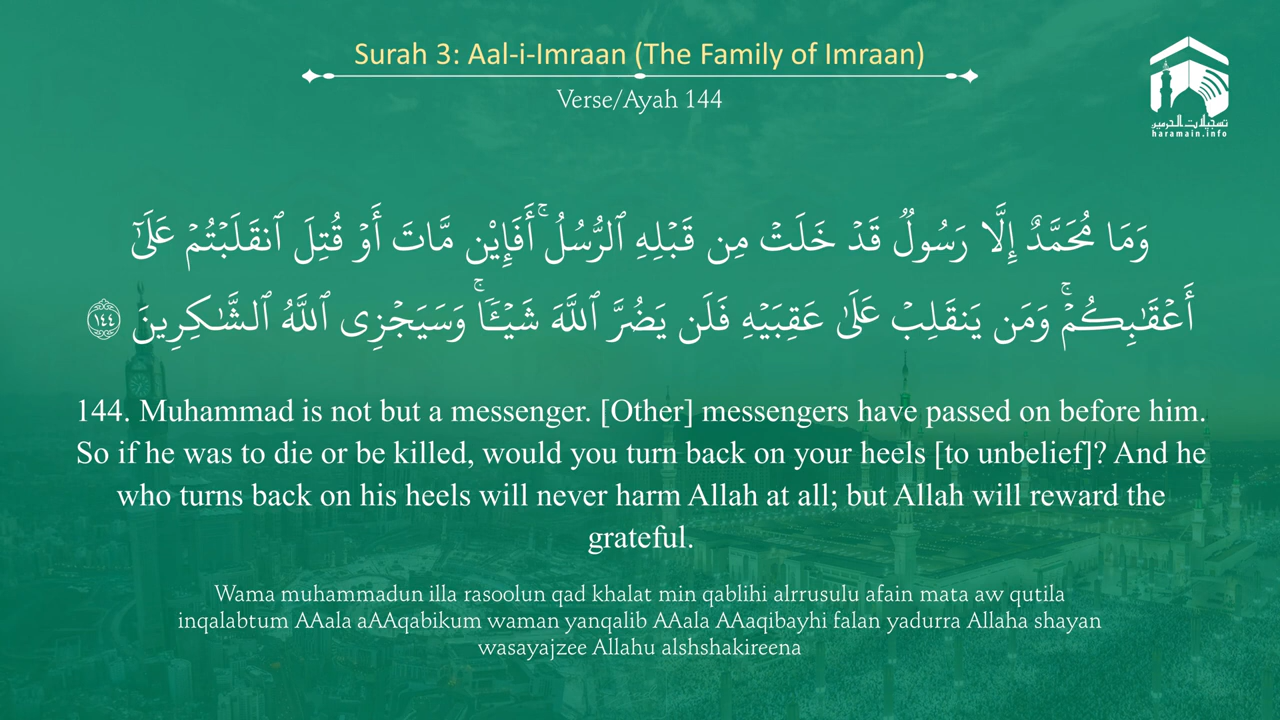 Surah 3: Aal-i-Imraan (The Family of Imraan)
Verse/Ayah 144
تسجيلات الحرمين
haramain.info
وَمَا مُحَمَّدٌ إِلَّا رَسُولٌۭ قَدْ خَلَتْ مِن قَبْلِهِ ٱلرُّسُلُ ۚ أَفَإِي۟ن مَّاتَ أَوْ قُتِلَ ٱنقَلَبْتُمْ عَلَىٰٓ
أَعْقَـٰبِكُمْ ۚ وَمَن يَنقَلِبْ عَلَىٰ عَقِبَيْهِ فَلَن يَضُرَّ ٱللَّهَ شَيْـًۭٔا ۗ وَسَيَجْزِى ٱللَّهُ ٱلشَّـٰكِرِينَ ١٤٤
144. Muhammad is not but a messenger. [Other] messengers have passed on before him.
So if he was to die or be killed, would you turn back on your heels [to unbelief]? And he
who turns back on his heels will never harm Allah at all; but Allah will reward the
grateful.
Wama muhammadun illa rasoolun qad khalat min qablihi alrrusulu afain mata aw qutila
inqalabtum AAala aAAqabikum waman yanqalib AAala AAaqibayhi falan yadurra Allaha shayan
wasayajzee Allahu alshshakireena